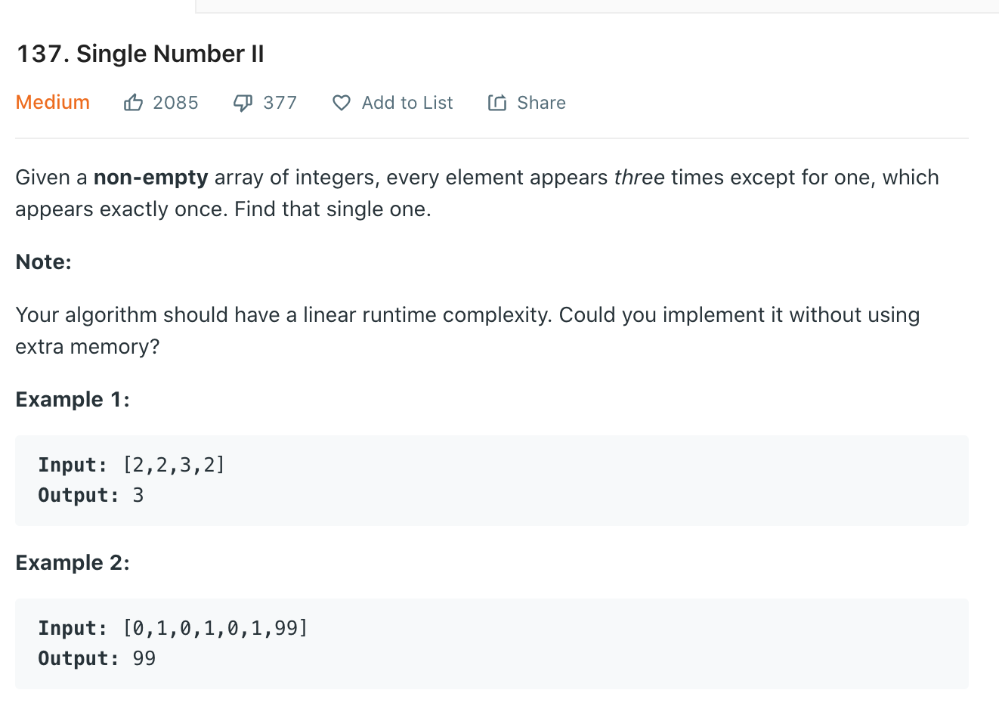 137. Single Number II
Medium 2085 377 Add to List Share
Given a non-empty array of integers, every element appears three times except for one, which
appears exactly once. Find that single one.
Note:
Your algorithm should have a linear runtime complexity. Could you implement it without using
extra memory?
Example 1:
Input: [2,2,3,2]
Output: 3
Example 2:
Input: [0,1,0,1,0,1,99]
Output: 99